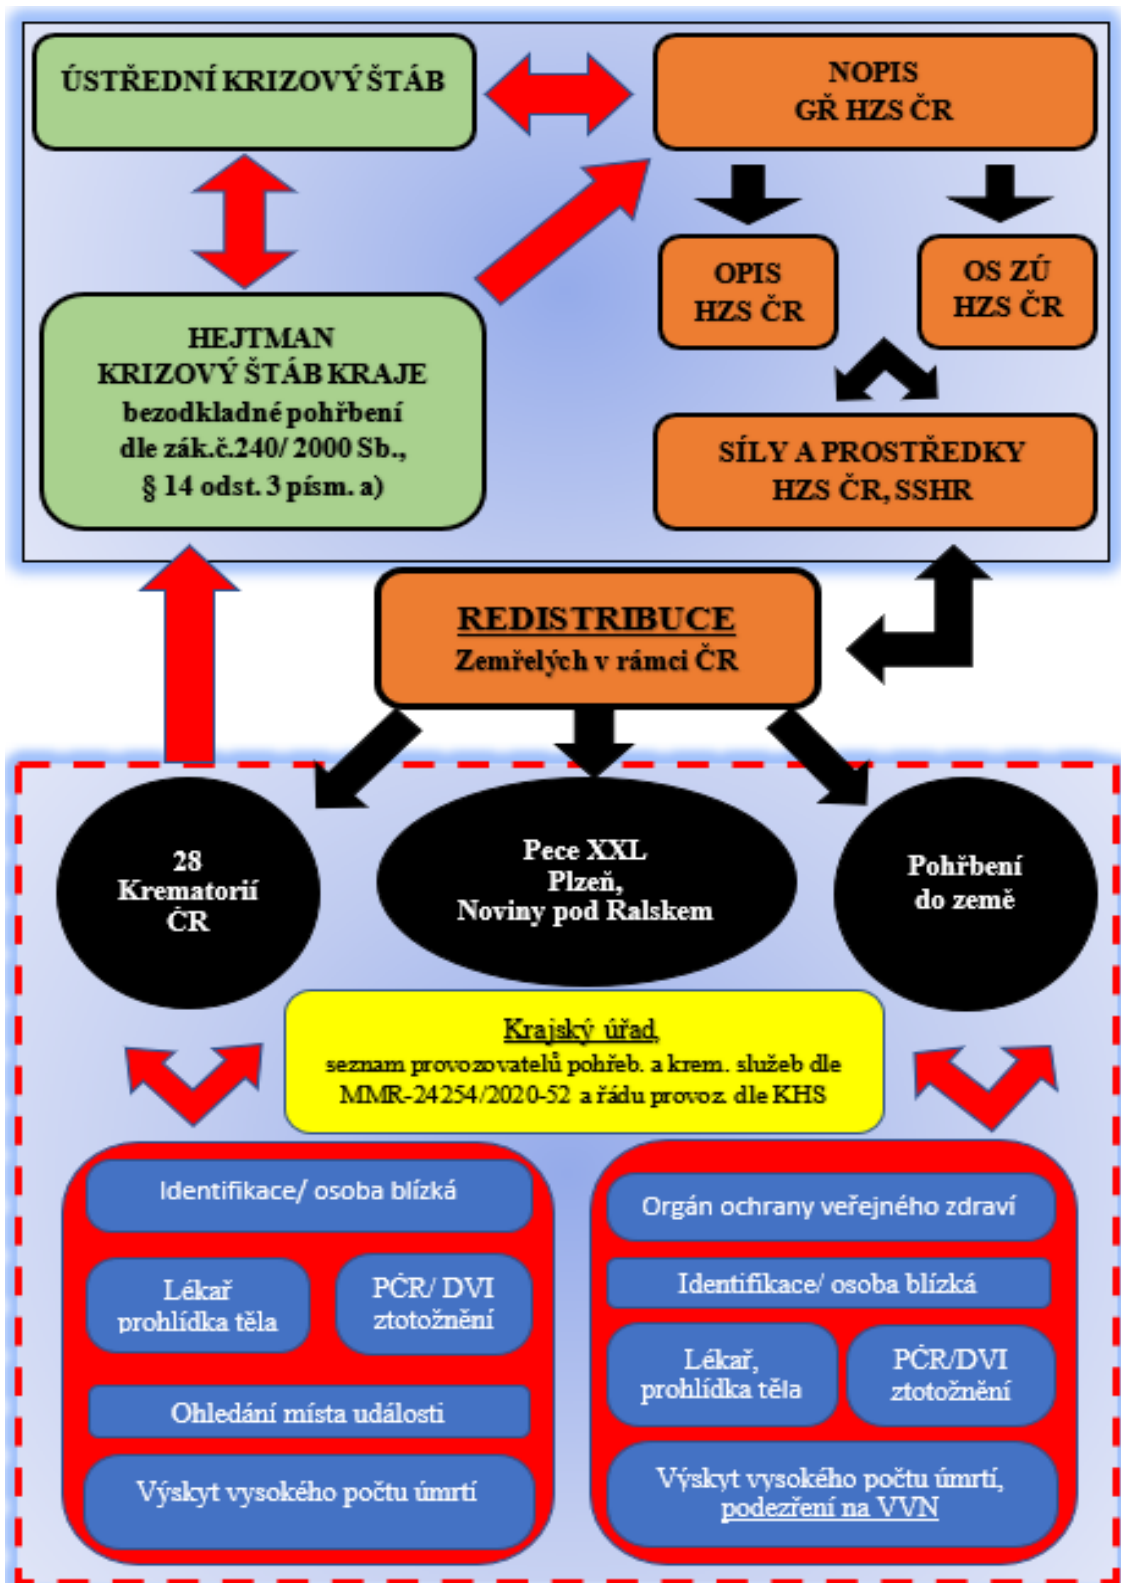 ÚSTŘEDNÍ KRIZOVÝ ŠTÁB
NOPIS
GŘ HZS ČR
OPIS
HZS ČR
OS ZÚ
HZS ČR
HEJTMAN
KRIZOVÝ ŠTÁB KRAJE
bezodkladné pohřbení
dle zák.č.240/ 2000 Sb.,
§ 14 odst. 3 písm. a)
SÍLY A PROSTŘEDKY
HZS ČR, SSHR
REDISTRIBUCE
Zemřelých v rámci ČR
28
Krematorií
ČR
Pece XXL
Plzeň,
Noviny pod Ralskem
Pohřbení
do země
Krajský úřad,
seznam provozovatelů pohřeb. a krem. služeb dle
MMR-24254/2020-52 a řádu provoz. dle KHS
Identifikace/ osoba blízká
Lékař
prohlídka těla
PČR/ DVI
ztotožnění
Ohledání místa události
Výskyt vysokého počtu úmrtí
Orgán ochrany veřejného zdraví
Identifikace/ osoba blízká
Lékař,
prohlídka těla
PČR/DVI
ztotožnění
Výskyt vysokého počtu úmrtí,
podezření na VVN